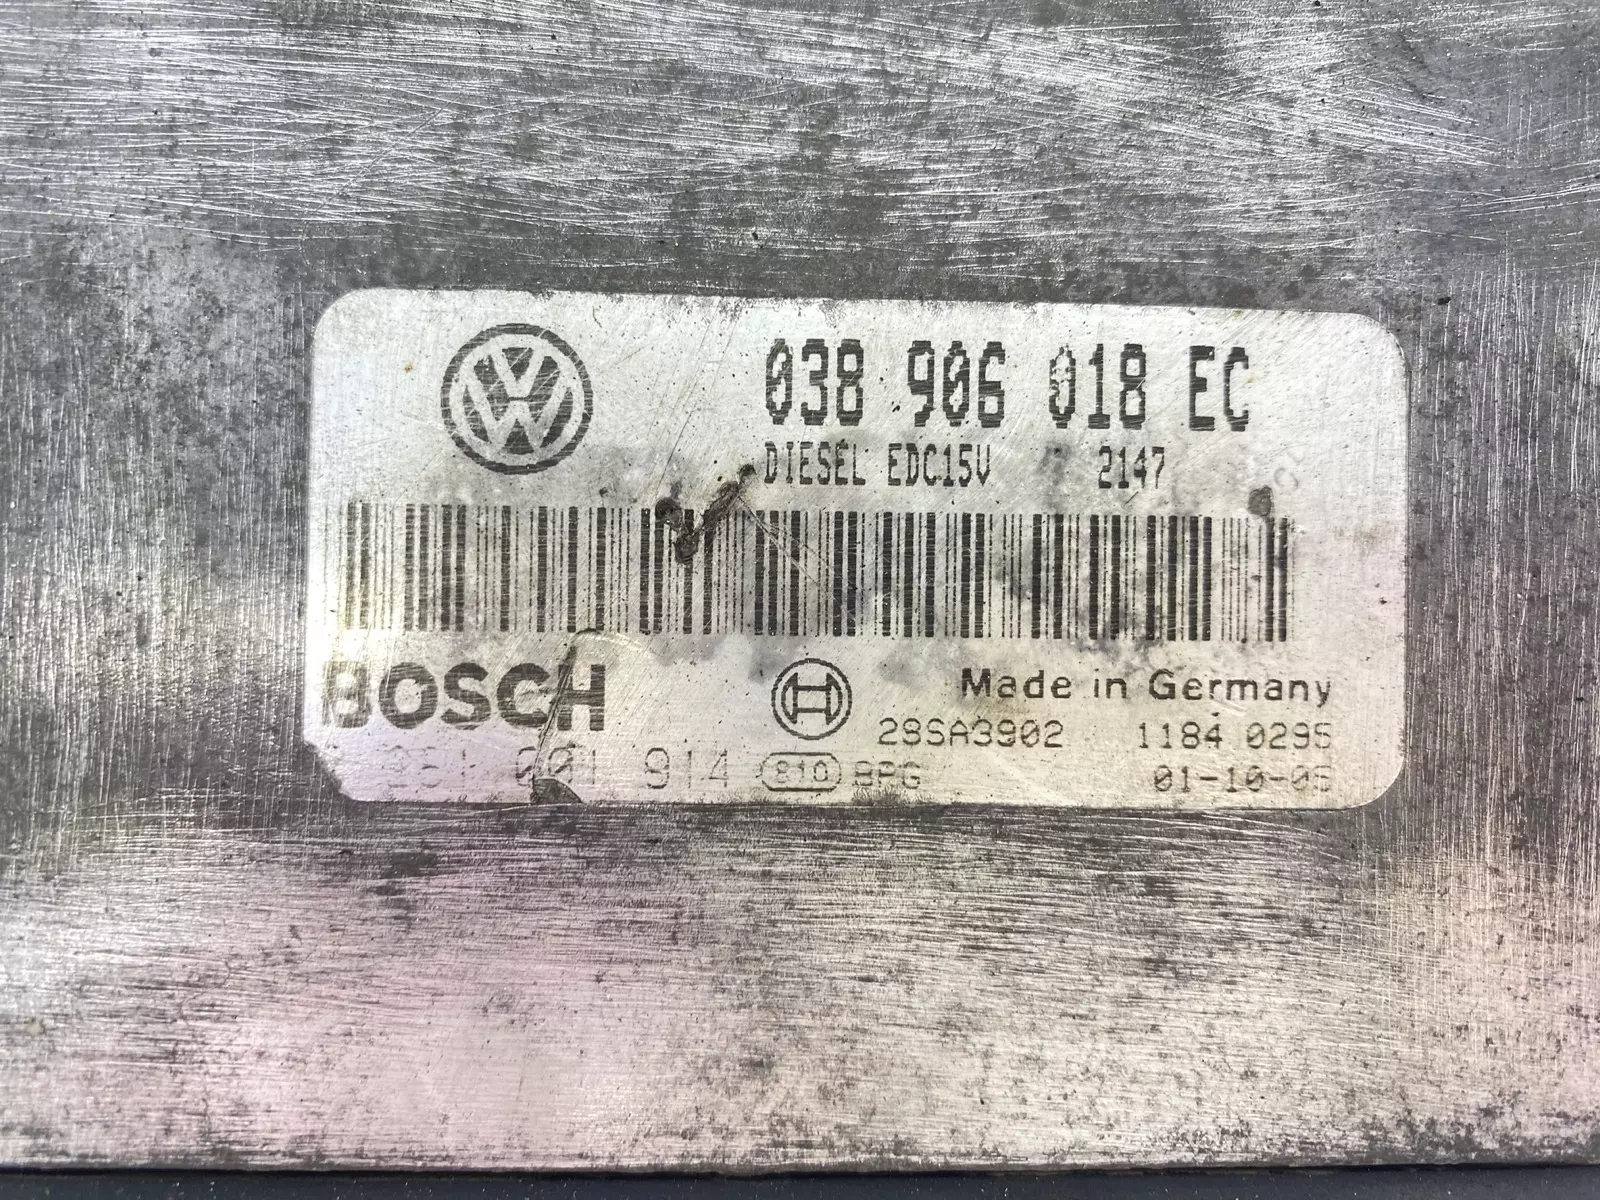 038 906 018 EC
DIESEL EDC15V 2147
BOSCH
Made in Germany
28SA3902 1184 0295
001 914 810 BPG
01-10-05